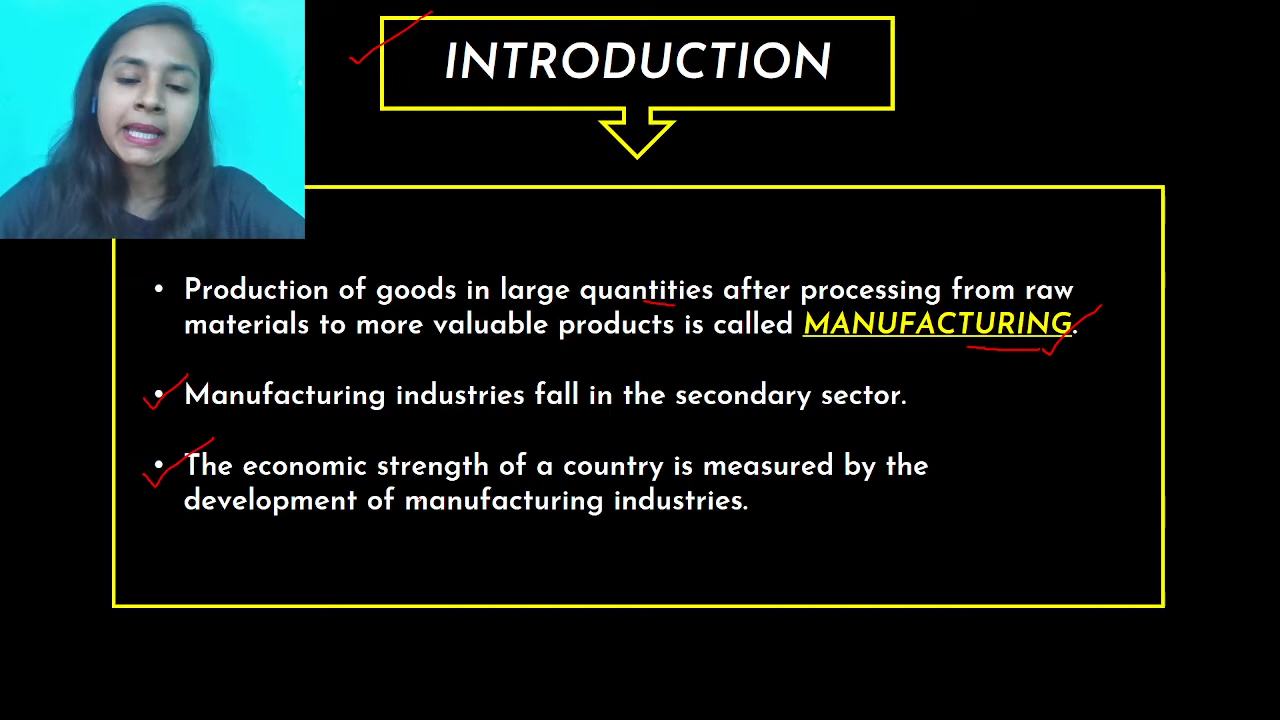 INTRODUCTION
• Production of goods in large quantities after processing from raw
materials to more valuable products is called MANUFACTURING.
• Manufacturing industries fall in the secondary sector.
• The economic strength of a country is measured by the
development of manufacturing industries.